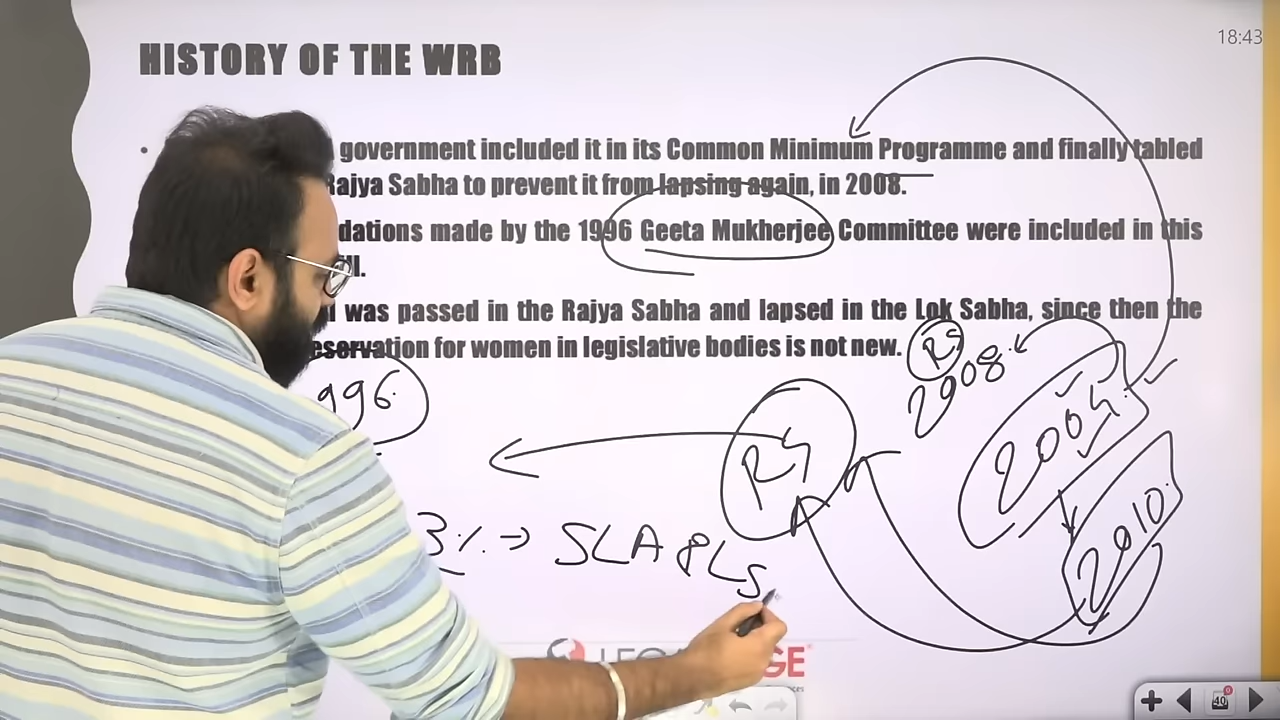 18:43
HISTORY OF THE WRB
• government included it in its Common Minimum Programme and finally tabled
ajya Sabha to prevent it from lapsing again, in 2008.
dations made by the 1996 Geeta Mukherjee Committee were included in this
ll.
was passed in the Rajya Sabha and lapsed in the Lok Sabha, since then the
eservation for women in legislative bodies is not new.
RS
2008
996
2004
RS
2010
3% → SLA & LS
40